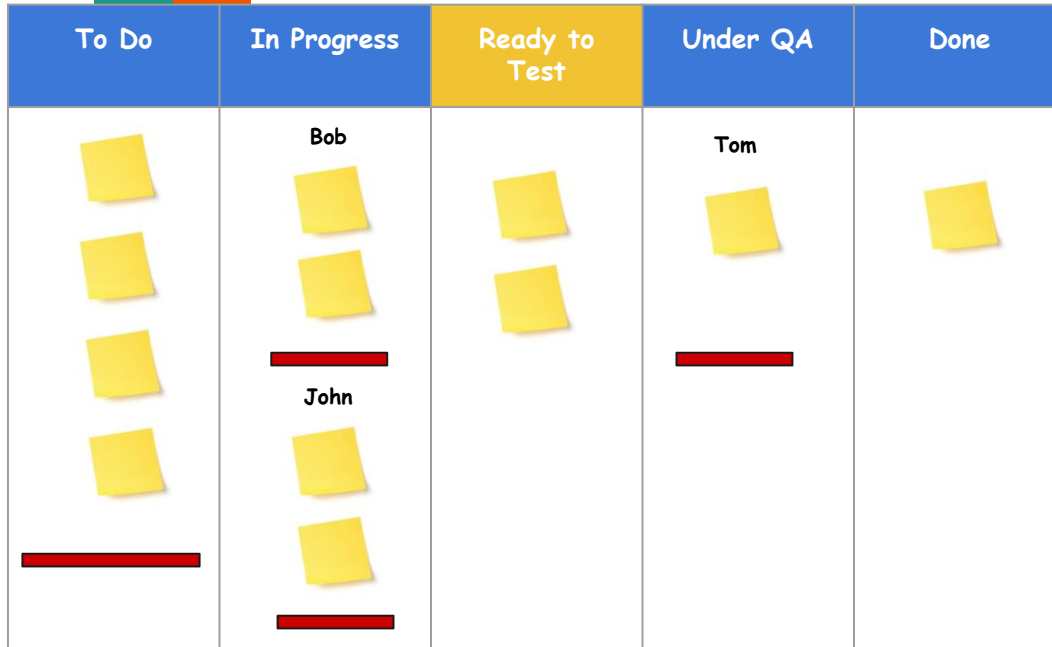 To Do
In Progress
Ready to
Test
Under QA
Done
Bob
Tom
John